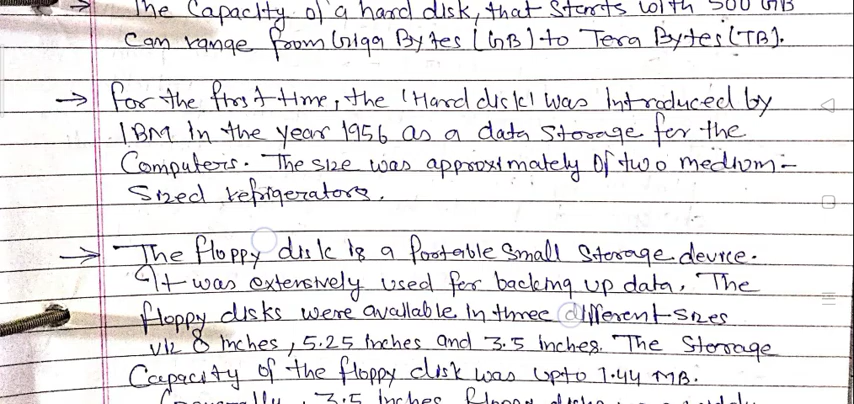 → The Capacity of a hard disk, that Starts with 500 GB
Can range from Giga Bytes (GB) to Tera Bytes (TB).
→ for the first time, the 'Hard disk' was Introduced by
IBM In the year 1956 as a data Storage for the
Computers. The size was approximately Of two medium-
Sized refrigerators.
→ The floppy disk is a Portable Small Storage device.
It was extensively used for backing up data. The
floppy disks were available In three different sizes
viz 8 Inches, 5.25 Inches and 3.5 inches. The Storage
Capacity of the floppy disk was upto 1.44 MB.
3.5 Inches